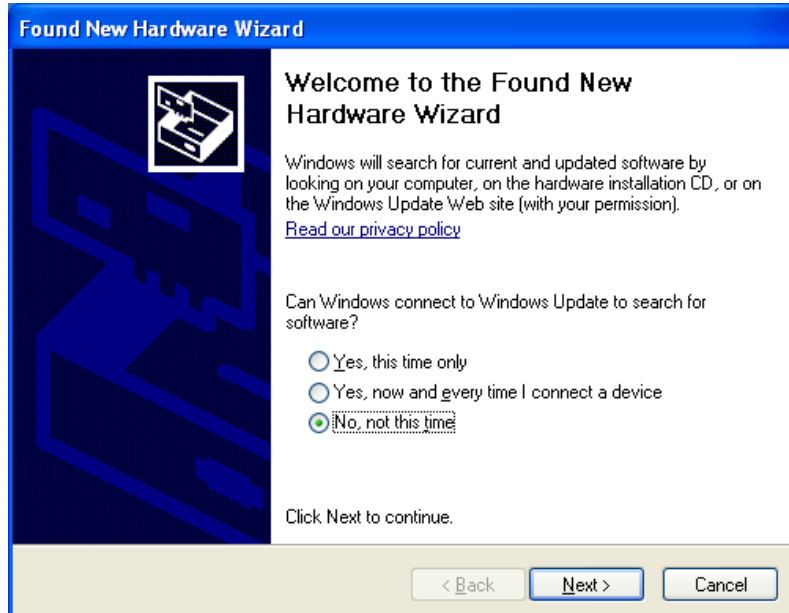 Found New Hardware Wizard
Welcome to the Found New
Hardware Wizard
Windows will search for current and updated software by
looking on your computer, on the hardware installation CD, or on
the Windows Update Web site (with your permission).
Read our privacy policy
Can Windows connect to Windows Update to search for
software?
Yes, this time only
Yes, now and every time I connect a device
No, not this time
Click Next to continue.
< Back
Next >
Cancel